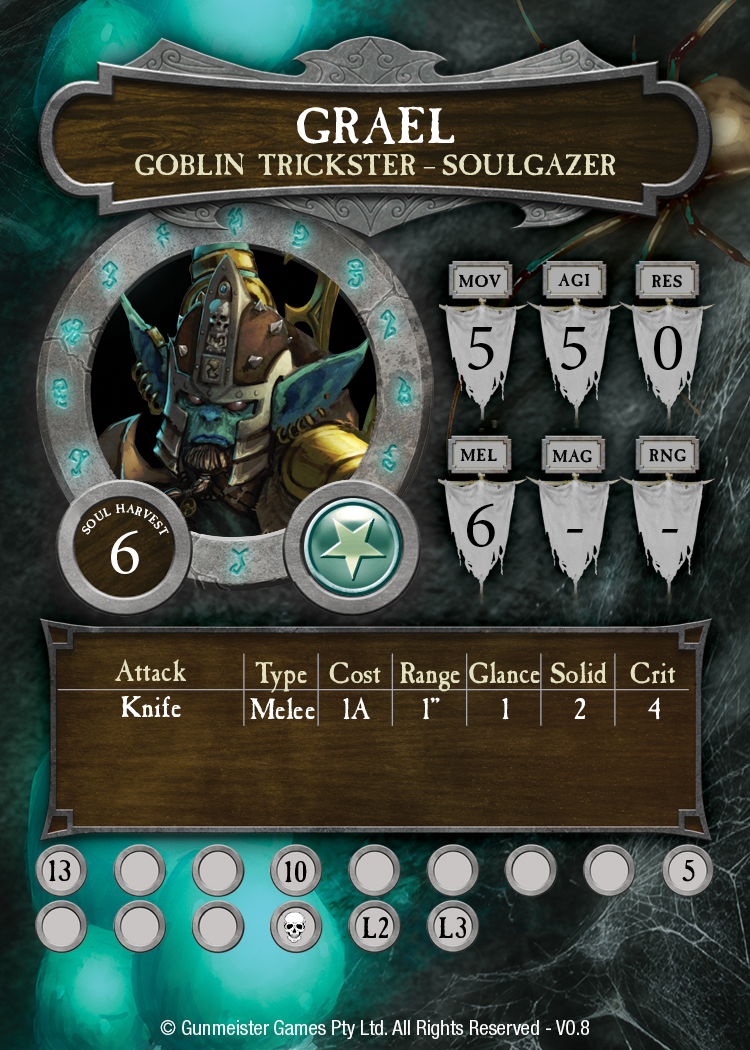 GRAEL
GOBLIN TRICKSTER – SOULGAZER
MOV AGI RES
5 5 0
MEL MAG RNG
6 - -
SOUL HARVEST
6
Attack Type Cost Range Glance Solid Crit
Knife Melee 1A 1” 1 2 4
13 10 5
L2 L3
© Gunmeister Games Pty Ltd. All Rights Reserved - V0.8